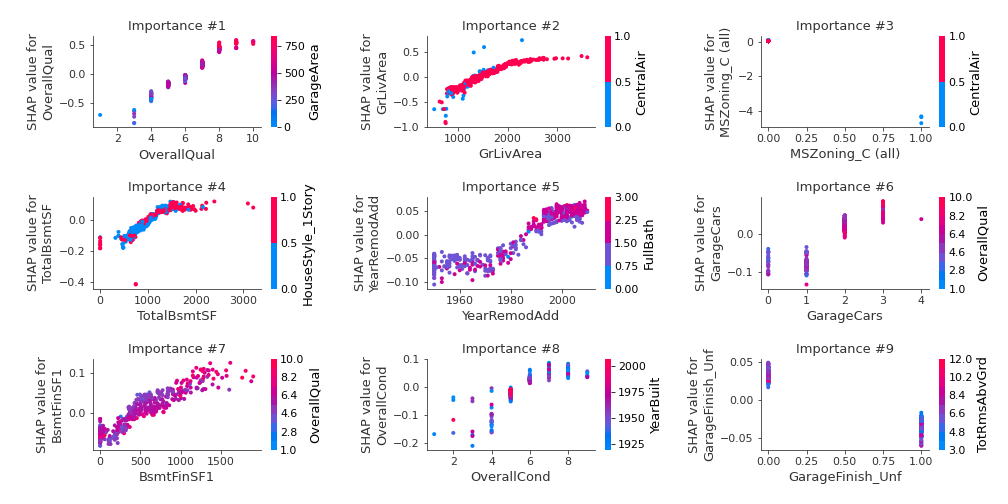 Importance #1
SHAP value for
OverallQual
0.5
0.0
−0.5
2
4
6
8
10
OverallQual
750
500
250
0
GarageArea
Importance #2
SHAP value for
GrLivArea
0.5
0.0
−0.5
−1.0
1000
2000
3000
GrLivArea
1.0
0.5
0.0
CentralAir
Importance #3
SHAP value for
MSZoning_C (all)
0
−2
−4
0.00
0.25
0.50
0.75
1.00
MSZoning_C (all)
1.0
0.5
0.0
CentralAir
Importance #4
SHAP value for
TotalBsmtSF
0.0
−0.2
−0.4
0
1000
2000
3000
TotalBsmtSF
1.0
0.5
0.0
HouseStyle_1Story
Importance #5
SHAP value for
YearRemodAdd
0.05
0.00
−0.05
−0.10
1960
1980
2000
YearRemodAdd
3.00
2.25
1.50
0.75
0.00
FullBath
Importance #6
SHAP value for
GarageCars
0.0
−0.1
0
1
2
3
4
GarageCars
10.0
8.2
6.4
4.6
2.8
1.0
OverallQual
Importance #7
SHAP value for
BsmtFinSF1
0.1
0.0
0
500
1000
1500
BsmtFinSF1
10.0
8.2
6.4
4.6
2.8
1.0
OverallQual
Importance #8
SHAP value for
OverallCond
0.1
0.0
−0.1
−0.2
2
4
6
8
OverallCond
2000
1975
1950
1925
YearBuilt
Importance #9
SHAP value for
GarageFinish_Unf
0.05
0.00
−0.05
0.00
0.25
0.50
0.75
1.00
GarageFinish_Unf
12.0
10.2
8.4
6.6
4.8
3.0
TotRmsAbvGrd